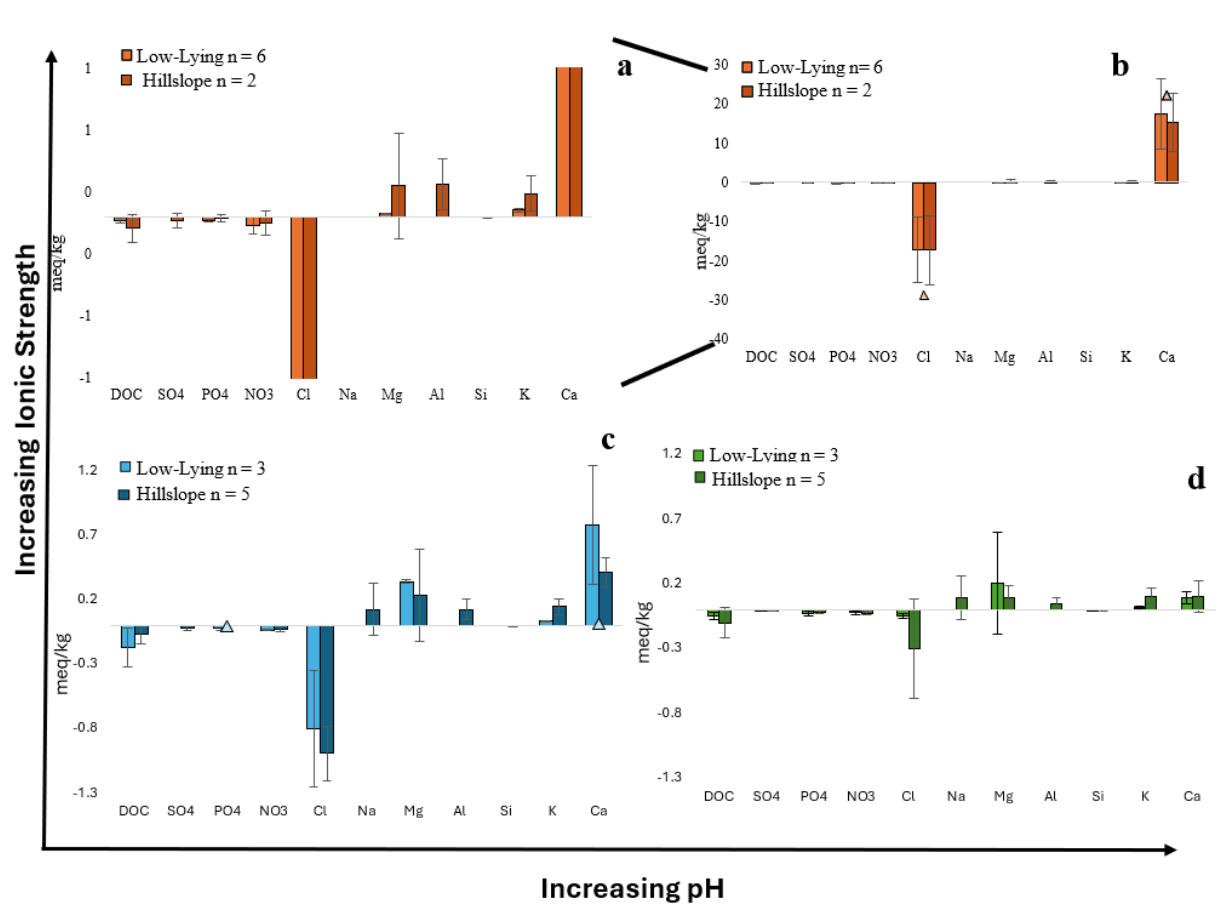 Increasing Ionic Strength
Low-Lying n = 6
Hillslope n = 2
a
1
1
0
0
-1
-1
meq/kg
DOC SO4 PO4 NO3 Cl Na Mg Al Si K Ca
Low-Lying n= 6
Hillslope n = 2
b
30
20
10
0
-10
-20
-30
-40
meq/kg
DOC SO4 PO4 NO3 Cl Na Mg Al Si K Ca
Low-Lying n = 3
Hillslope n = 5
c
1.2
0.7
0.2
-0.3
-0.8
-1.3
meq/kg
DOC SO4 PO4 NO3 Cl Na Mg Al Si K Ca
Low-Lying n = 3
Hillslope n = 5
d
1.2
0.7
0.2
-0.3
-0.8
-1.3
meq/kg
DOC SO4 PO4 NO3 Cl Na Mg Al Si K Ca
Increasing pH